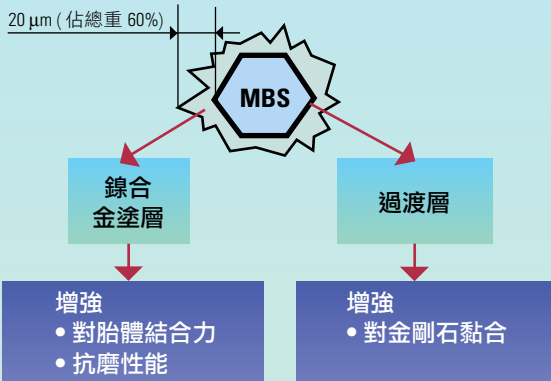 20 μm ( 佔總重 60%)
MBS
鎳合
金塗層
過渡層
增強
• 對胎體結合力
• 抗磨性能
增強
• 對金剛石黏合